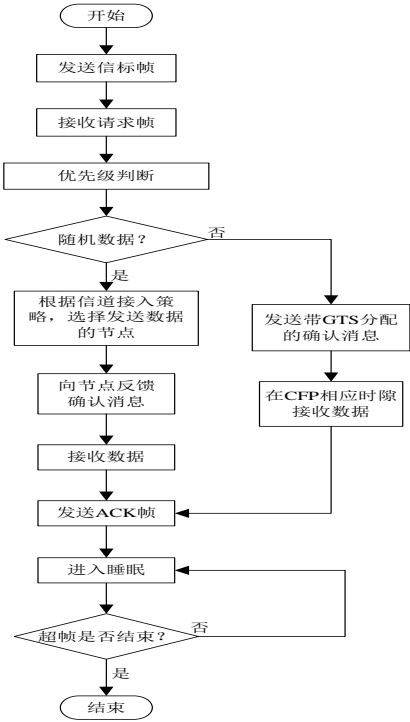 开始
发送信标帧
接收请求帧
优先级判断
随机数据？
否
是
根据信道接入策
略，选择发送数据
的节点
发送带GTS分配
的确认消息
向节点反馈
确认消息
在CFP相应时隙
接收数据
接收数据
发送ACK帧
进入睡眠
超帧是否结束？
否
是
结束